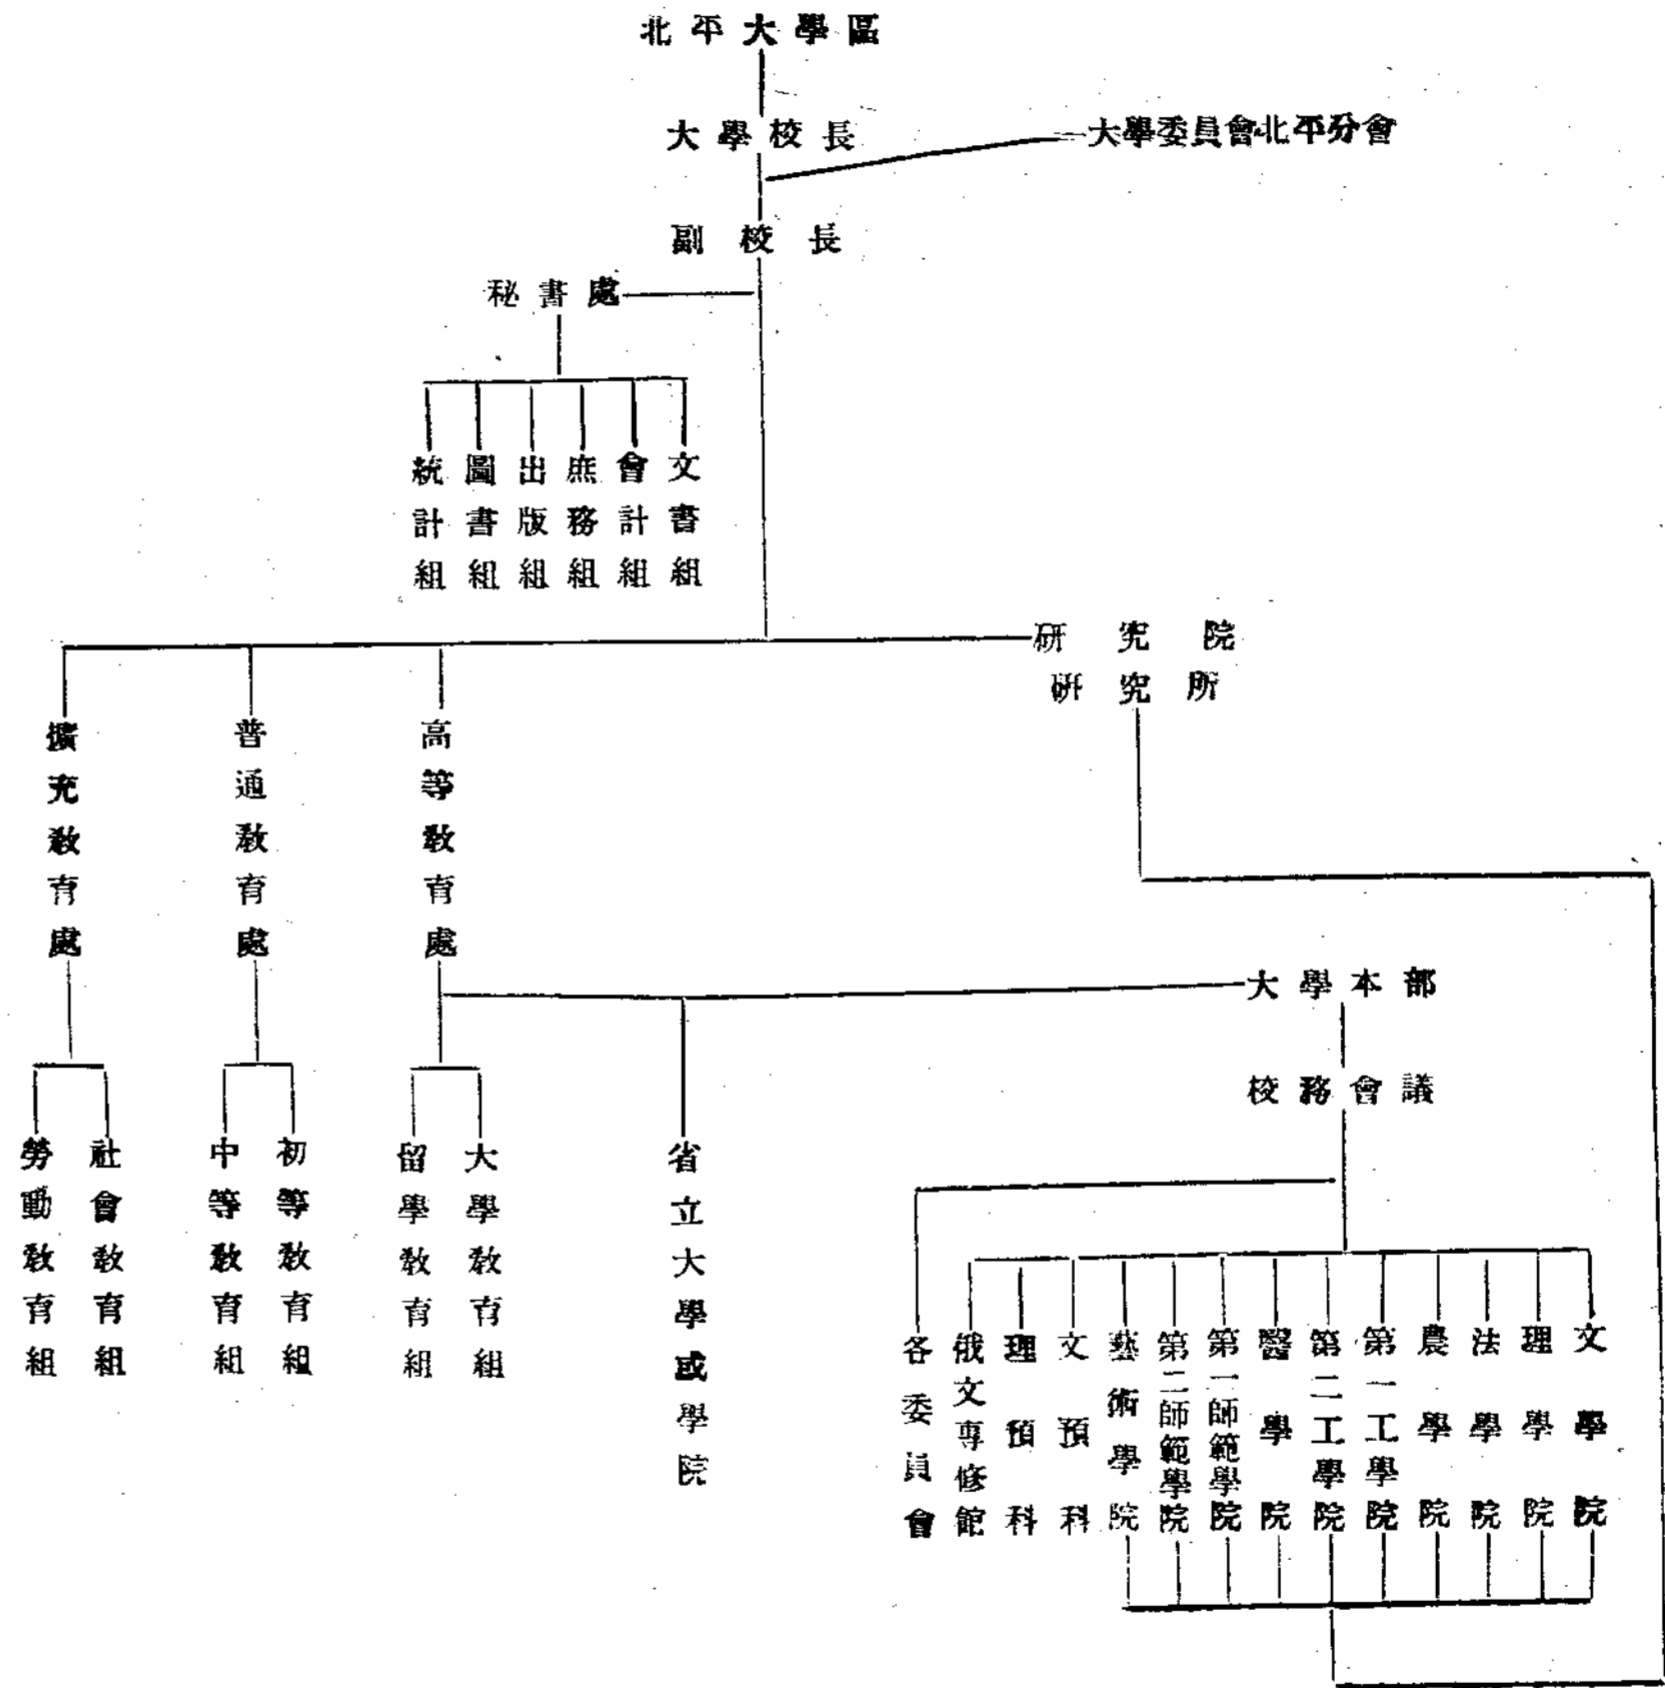 北平大學區
大學校長
大學委員會北平分會
副校長
秘書處
文書組
會計組
庶務組
出版組
圖書組
統計組
研究院
研究所
高等教育處
普通教育處
擴充教育處
大學本部
校務會議
省立大學或學院
大學教育組
留學教育組
初等教育組
中等教育組
社會教育組
勞動教育組
文學院
理學院
法學院
農學院
第一工學院
第二工學院
醫學院
第一師範學院
第二師範學院
藝術學院
文預科
理預科
俄文專修館
各委員會